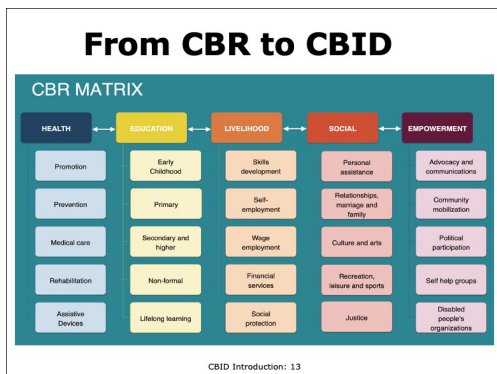 From CBR to CBID
CBR MATRIX
HEALTH
EDUCATION
LIVELIHOOD
SOCIAL
EMPOWERMENT
Promotion
Early
Childhood
Skills
development
Personal
assistance
Advocacy and
communications
Prevention
Primary
Self-
employment
Relationships,
marriage and
family
Community
mobilization
Medical care
Secondary and
higher
Wage
employment
Culture and arts
Political
participation
Rehabilitation
Non-formal
Financial
services
Recreation,
leisure and sports
Self help groups
Assistive
Devices
Lifelong learning
Social
protection
Justice
Disabled
people's
organizations
CBID Introduction: 13